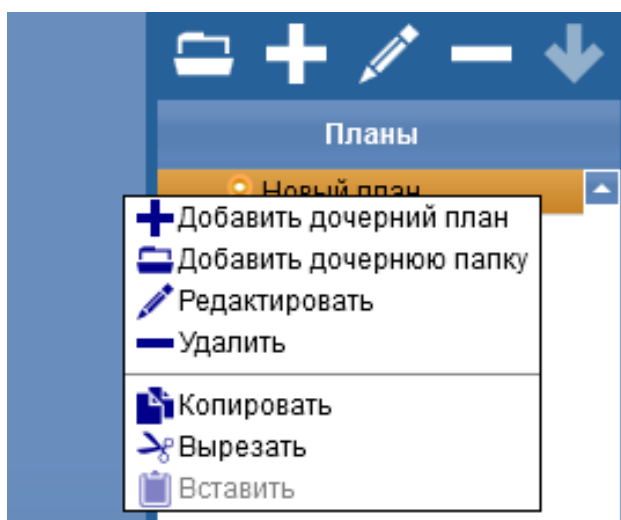 Планы
Новый план
Добавить дочерний план
Добавить дочернюю папку
Редактировать
Удалить
Копировать
Вырезать
Вставить